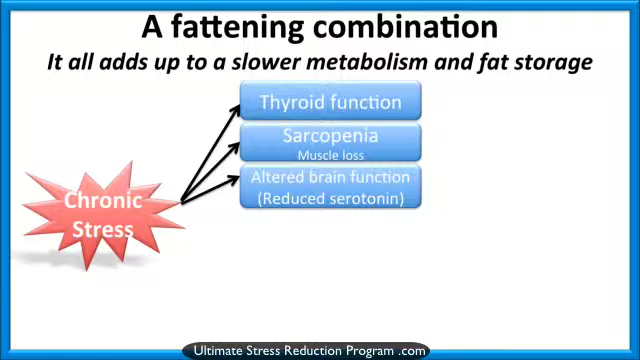 A fattening combination
It all adds up to a slower metabolism and fat storage
Thyroid function
Sarcopenia
Muscle loss
Altered brain function
(Reduced serotonin)
Chronic
Stress
Ultimate Stress Reduction Program .com